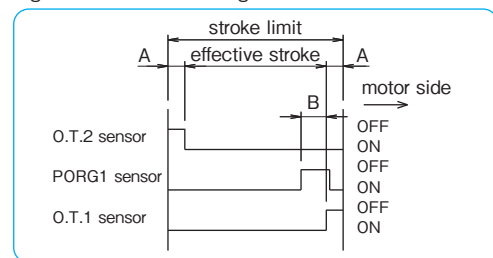 stroke limit
A effective stroke A
motor side
B
O.T.2 sensor
OFF
ON
PORG1 sensor
OFF
ON
O.T.1 sensor
OFF
ON